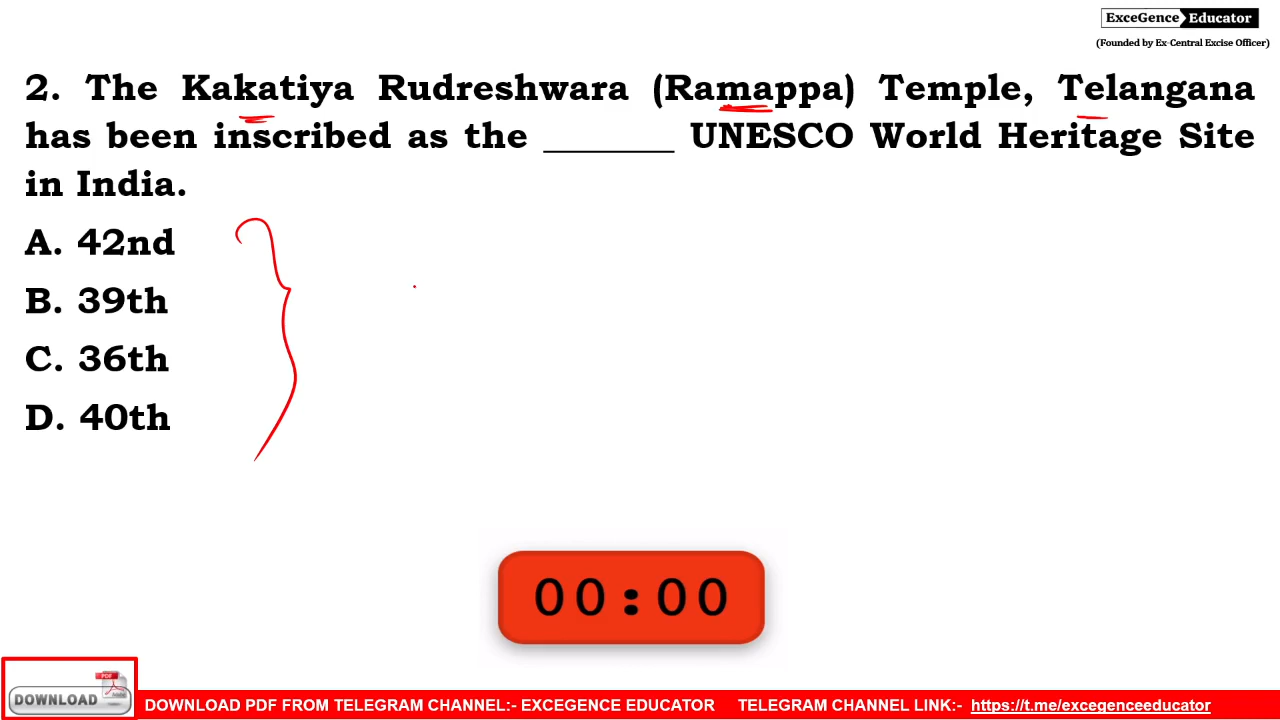 ExceGence Educator
(Founded by Ex-Central Excise Officer)
2. The Kakatiya Rudreshwara (Ramappa) Temple, Telangana
has been inscribed as the _______ UNESCO World Heritage Site
in India.
A. 42nd
B. 39th
C. 36th
D. 40th
00:00
PDF
DOWNLOAD
DOWNLOAD PDF FROM TELEGRAM CHANNEL:- EXCEGENCE EDUCATOR TELEGRAM CHANNEL LINK:- https://t.me/excegenceeducator